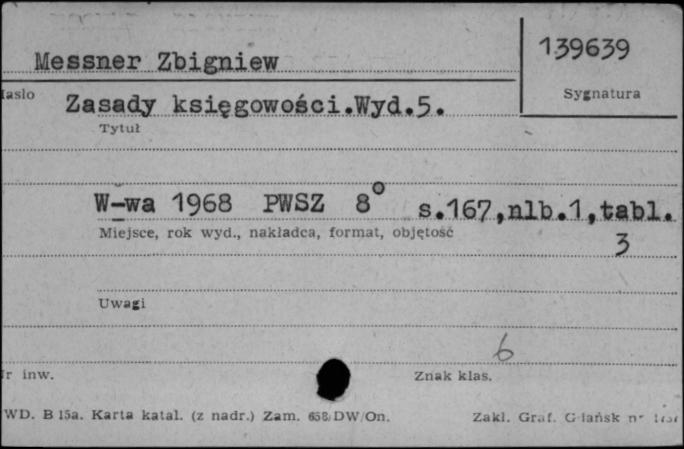 139639
Messner Zbigniew
Sygnatura
Zasady księgowości.Wyd.5.
Tytuł
W-wa 1968 PWSZ 8° s.167,nlb.1,tabl.
3
Miejsce, rok wyd., nakładca, format, objętość
Uwagi
6
inw.
Znak klas.
WD. B 15a. Karta katal. (z nadr.) Zam. 658/DW/On.
Zakł. Graf. Gdańsk